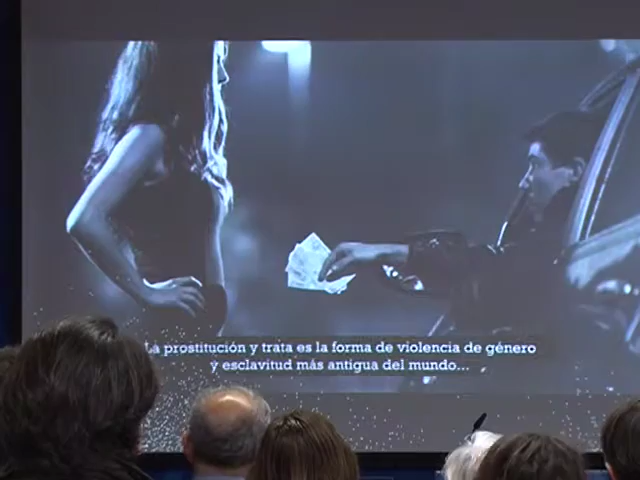 La prostitución y trata es la forma de violencia de género
y esclavitud más antigua del mundo...